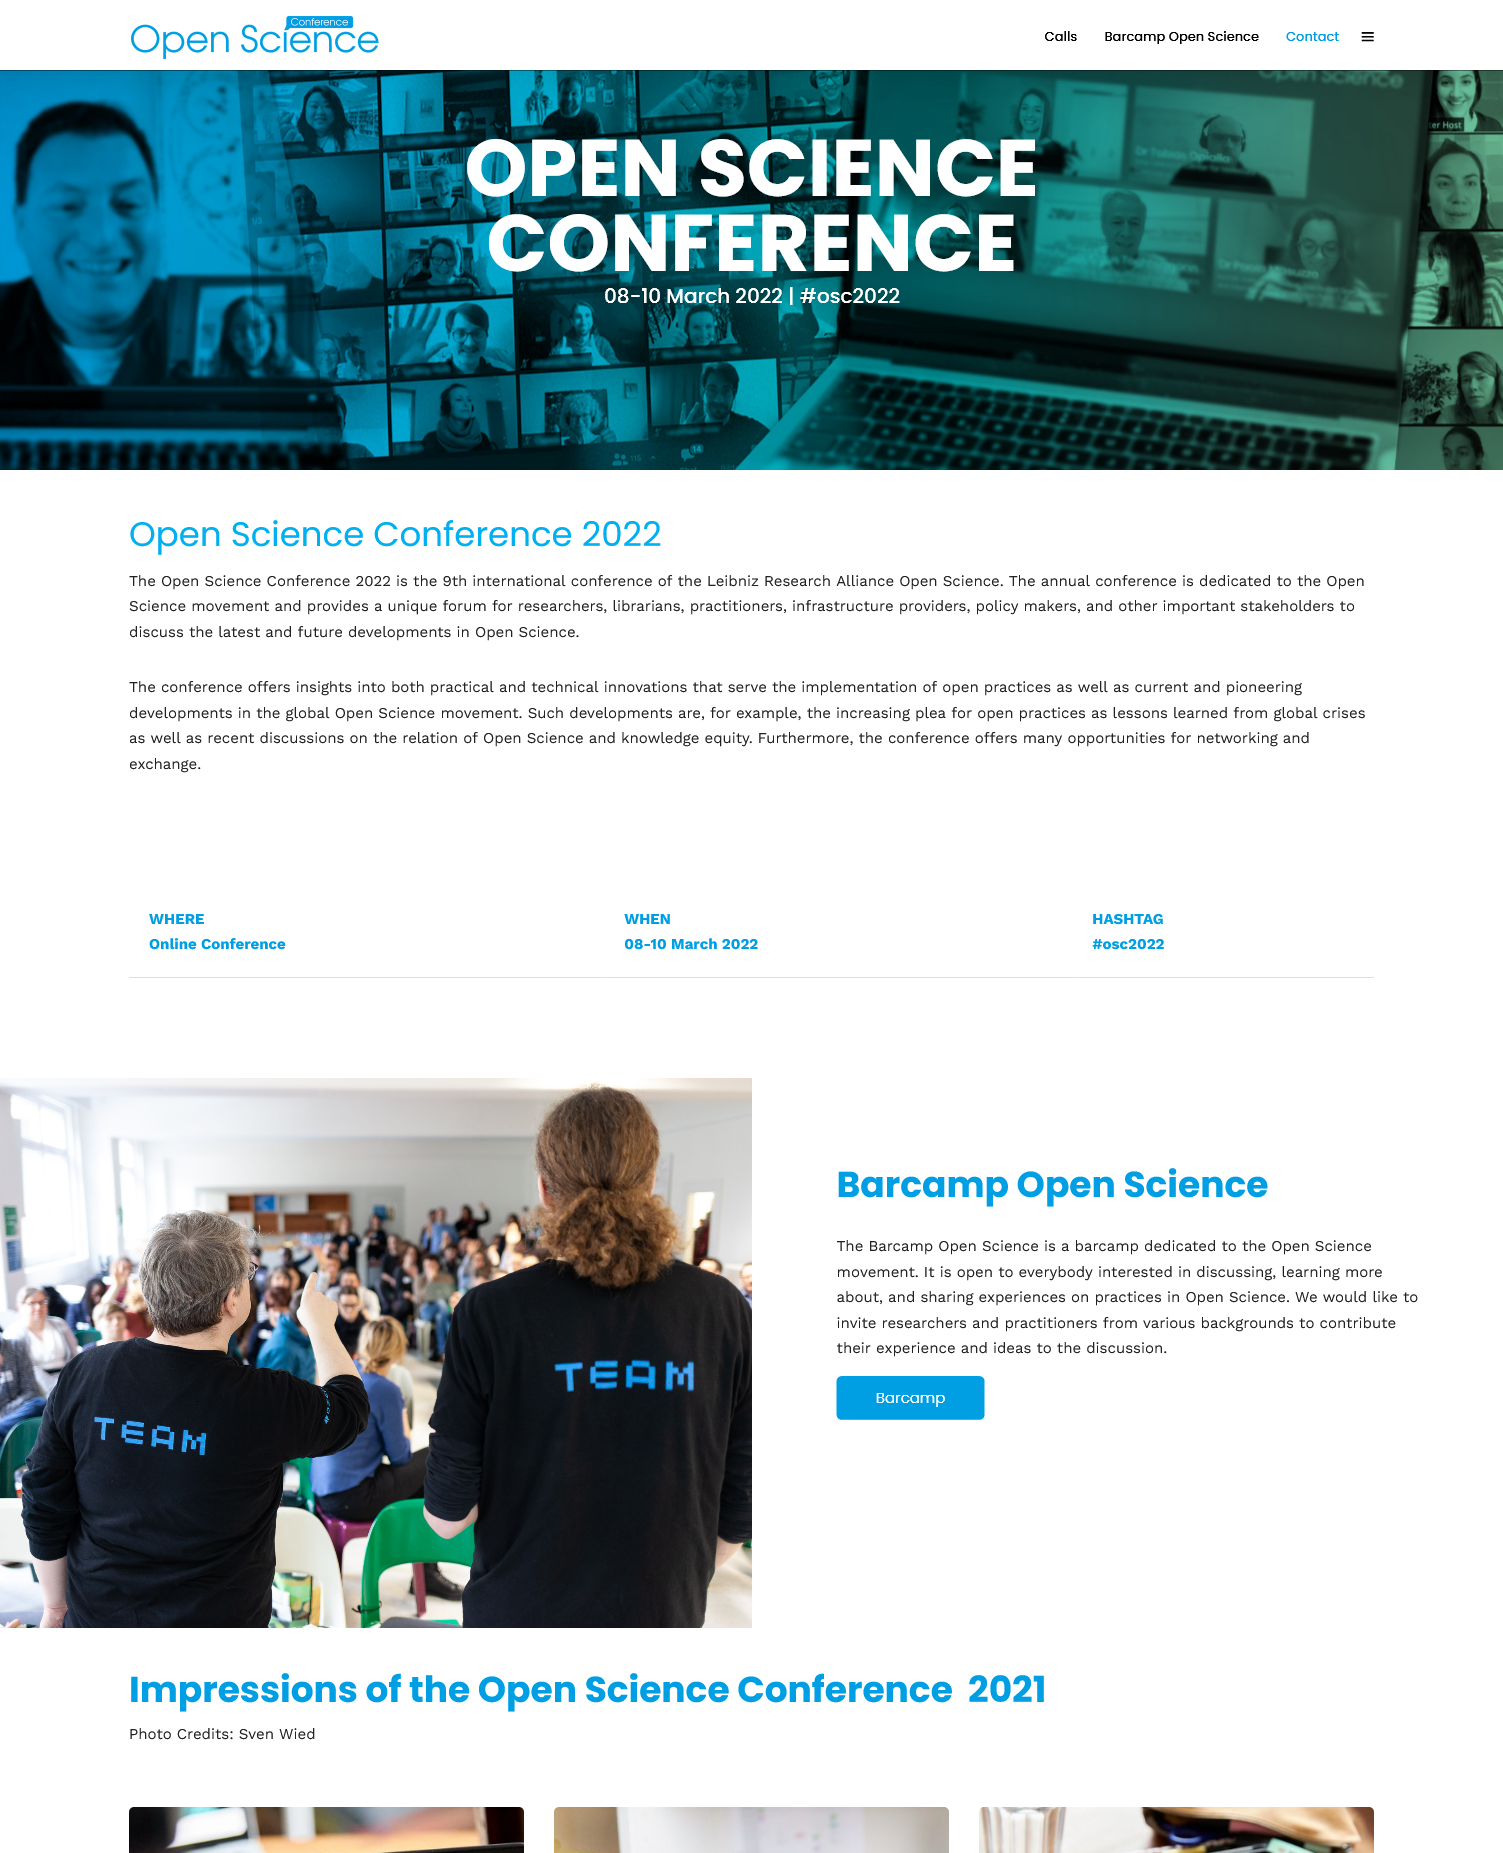 Conference
Open Science
Calls
Barcamp Open Science
Contact
OPEN SCIENCE
CONFERENCE
08-10 March 2022 | #osc2022
Open Science Conference 2022
The Open Science Conference 2022 is the 9th international conference of the Leibniz Research Alliance Open Science. The annual conference is dedicated to the Open
Science movement and provides a unique forum for researchers, librarians, practitioners, infrastructure providers, policy makers, and other important stakeholders to
discuss the latest and future developments in Open Science.
The conference offers insights into both practical and technical innovations that serve the implementation of open practices as well as current and pioneering
developments in the global Open Science movement. Such developments are, for example, the increasing plea for open practices as lessons learned from global crises
as well as recent discussions on the relation of Open Science and knowledge equity. Furthermore, the conference offers many opportunities for networking and
exchange.
WHERE
Online Conference
WHEN
08-10 March 2022
HASHTAG
#osc2022
TEAM
TEAM
Barcamp Open Science
The Barcamp Open Science is a barcamp dedicated to the Open Science
movement. It is open to everybody interested in discussing, learning more
about, and sharing experiences on practices in Open Science. We would like to
invite researchers and practitioners from various backgrounds to contribute
their experience and ideas to the discussion.
Barcamp
Impressions of the Open Science Conference 2021
Photo Credits: Sven Wied